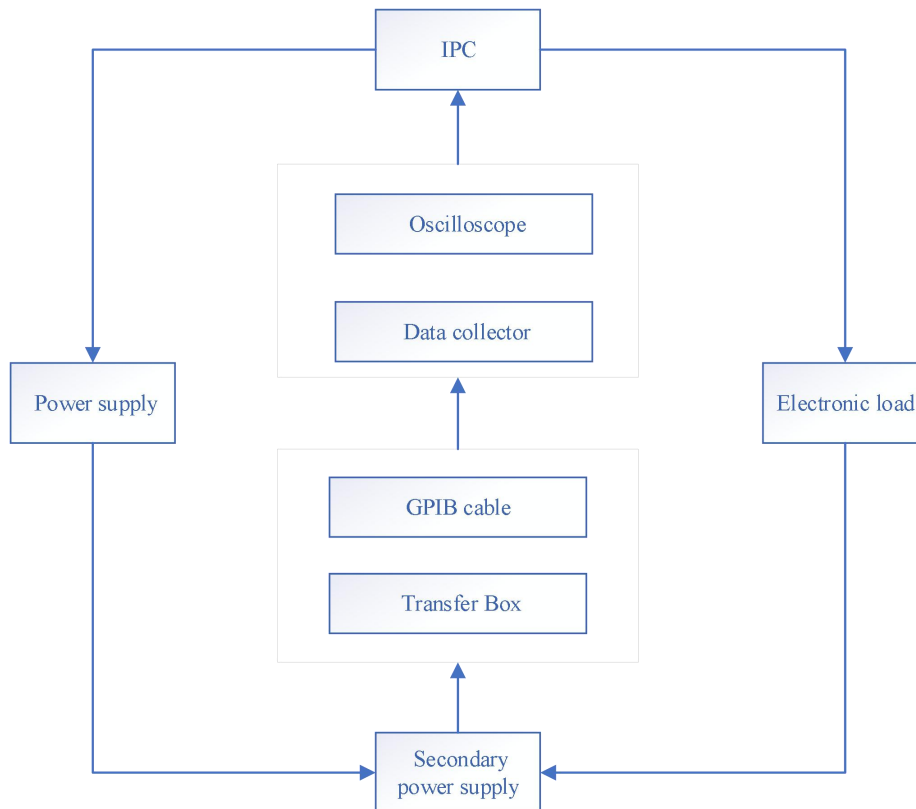 IPC
Oscilloscope
Data collector
Power supply
Electronic load
GPIB cable
Transfer Box
Secondary
power supply